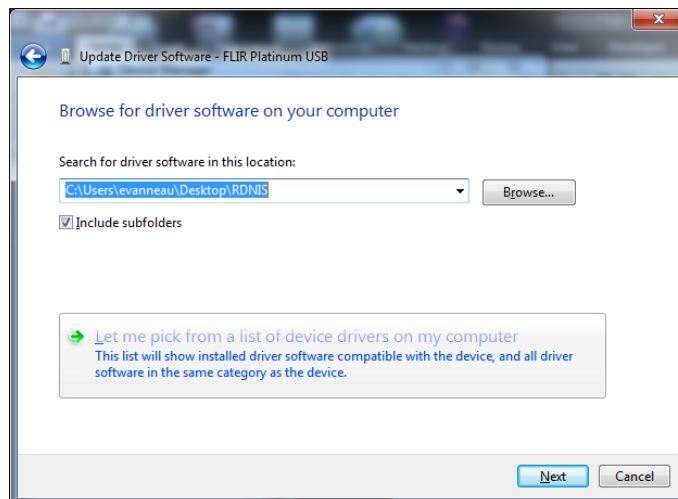 Update Driver Software - FLIR Platinum USB
Browse for driver software on your computer
Search for driver software in this location:
C:\Users\evanneau\Desktop\RDNIS
Browse...
Include subfolders
Let me pick from a list of device drivers on my computer
This list will show installed driver software compatible with the device, and all driver
software in the same category as the device.
Next
Cancel